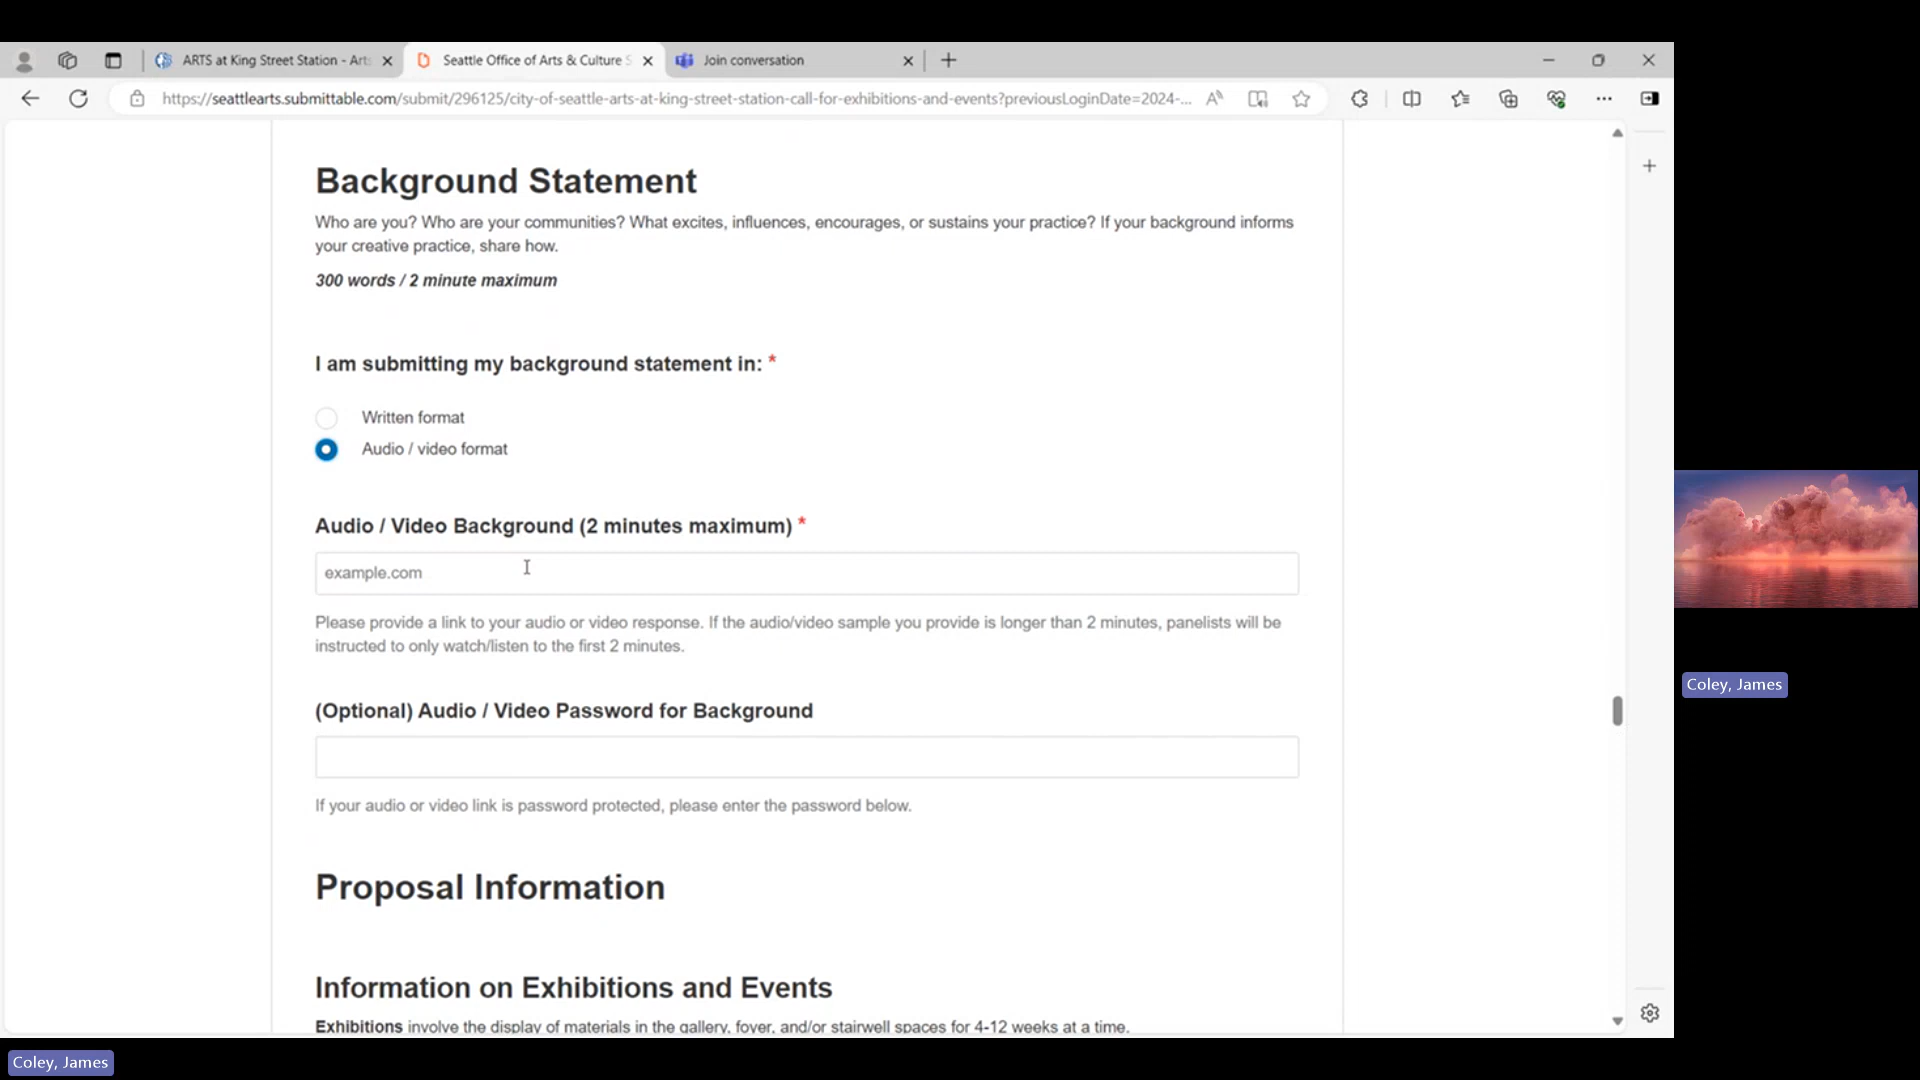 ARTS at King Street Station - Art
Seattle Office of Arts & Culture S
Join conversation
https://seattlearts.submittable.com/submit/296125/city-of-seattle-arts-at-king-street-station-call-for-exhibitions-and-events?previousLoginDate=2024-...
Background Statement
Who are you? Who are your communities? What excites, influences, encourages, or sustains your practice? If your background informs
your creative practice, share how.
300 words / 2 minute maximum
I am submitting my background statement in: *
Written format
Audio / video format
Audio / Video Background (2 minutes maximum) *
example.com
Please provide a link to your audio or video response. If the audio/video sample you provide is longer than 2 minutes, panelists will be
instructed to only watch/listen to the first 2 minutes.
(Optional) Audio / Video Password for Background
If your audio or video link is password protected, please enter the password below.
Proposal Information
Information on Exhibitions and Events
Exhibitions involve the display of materials in the gallery, foyer, and/or stairwell spaces for 4-12 weeks at a time.
Coley, James
Coley, James